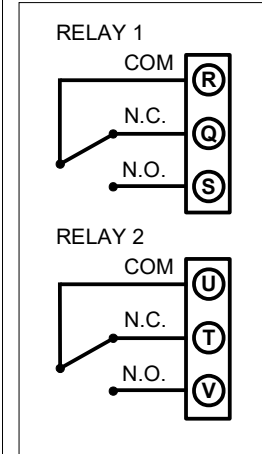 RELAY 1
COM R
N.C. Q
N.O. S
RELAY 2
COM U
N.C. T
N.O. V